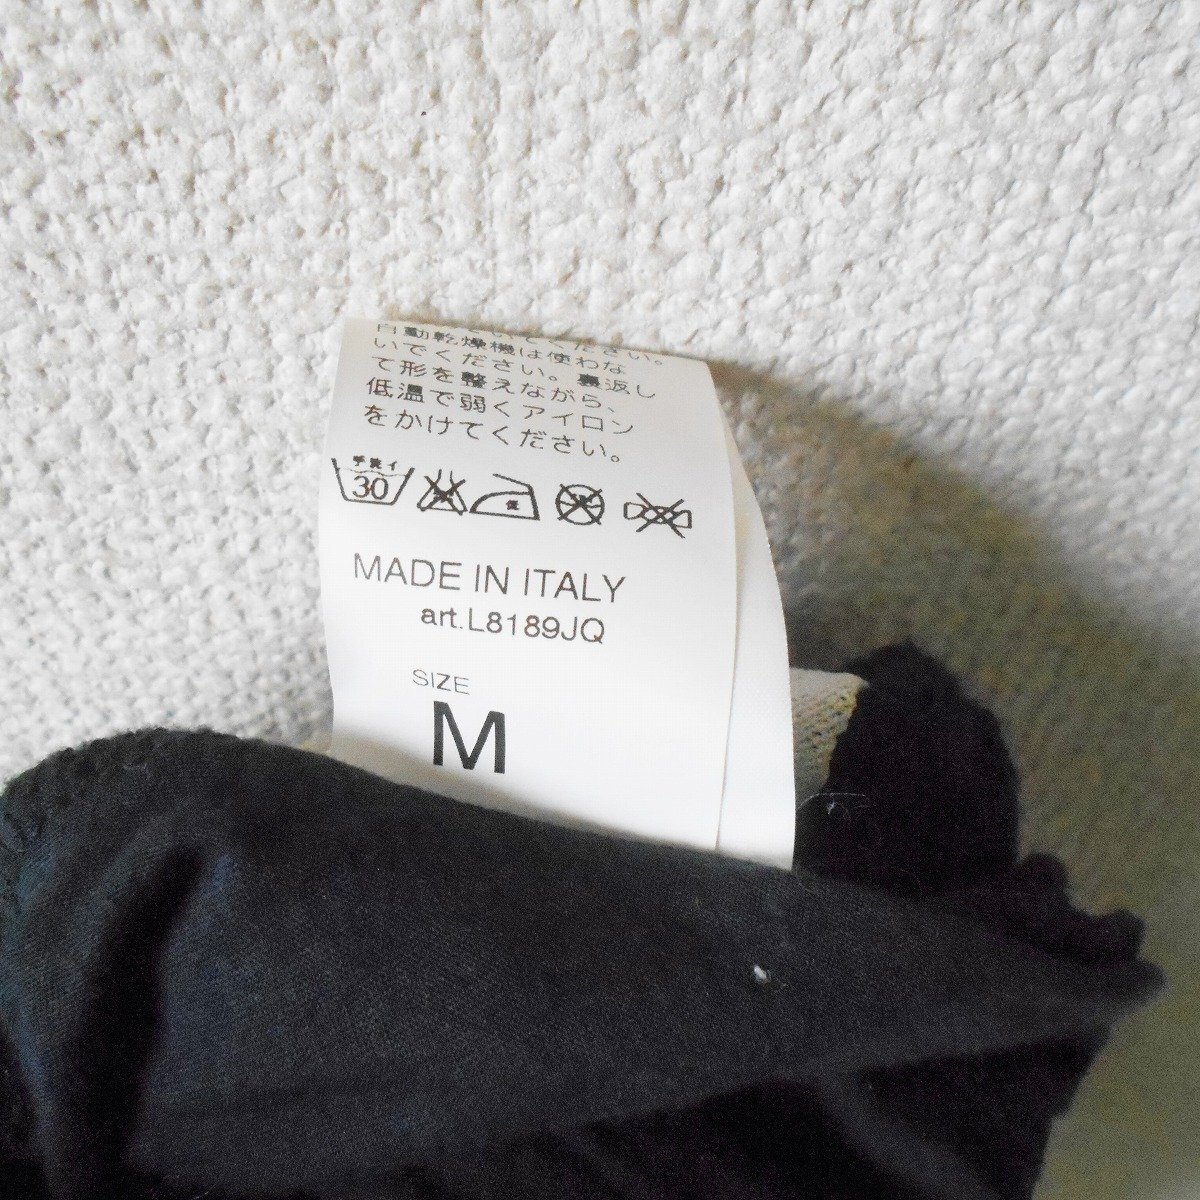 自動乾燥機は使わな
いでください。裏返し
て形を整えながら、
低温で弱くアイロン
をかけてください。
手洗イ
30
低
MADE IN ITALY
art.L8189JQ
SIZE
M